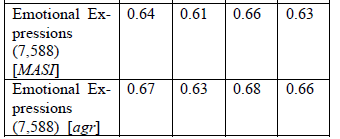 Emotional Ex- 0.64 0.61 0.66 0.63
pressions
(7,588)
[MASI]
Emotional Ex- 0.67 0.63 0.68 0.66
pressions
(7,588) [agr]